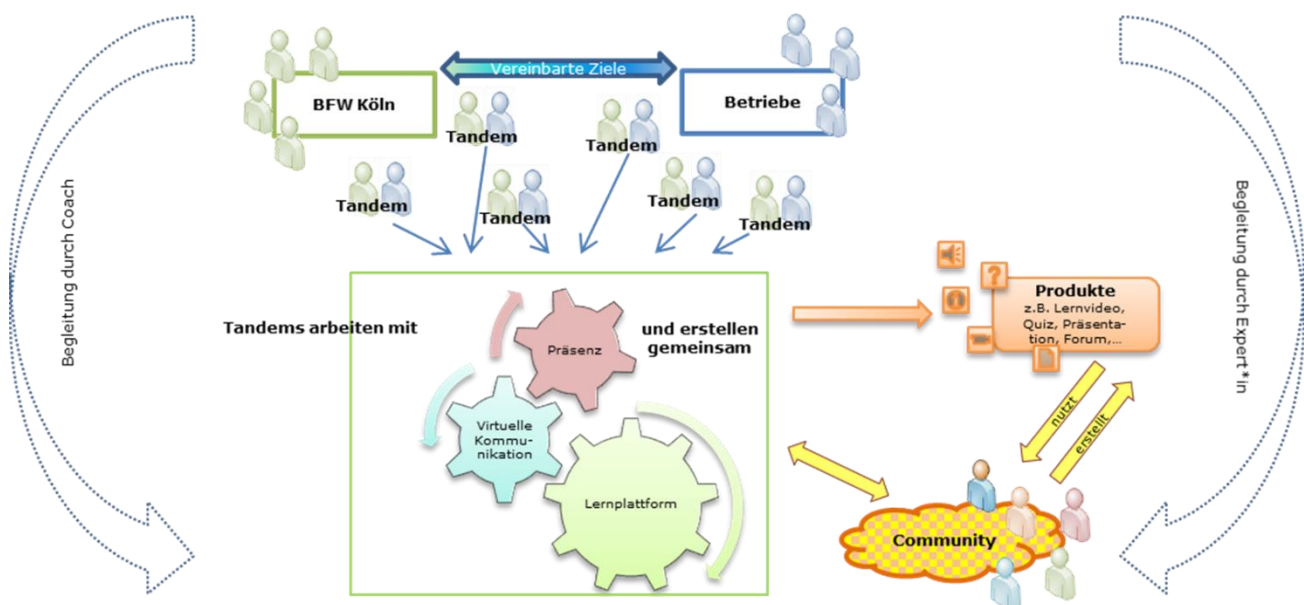 Begleitung durch Coach
BFW Köln
Vereinbarte Ziele
Betriebe
Tandem
Tandem
Tandem
Tandem
Tandem
Tandem
Begleitung durch Expert*in
Tandems arbeiten mit
Präsenz
Virtuelle
Kommu-
nikation
Lernplattform
und erstellen
gemeinsam
?
Produkte
z.B. Lernvideo,
Quiz, Präsenta-
tion, Forum,...
nutzt
erstellt
Community